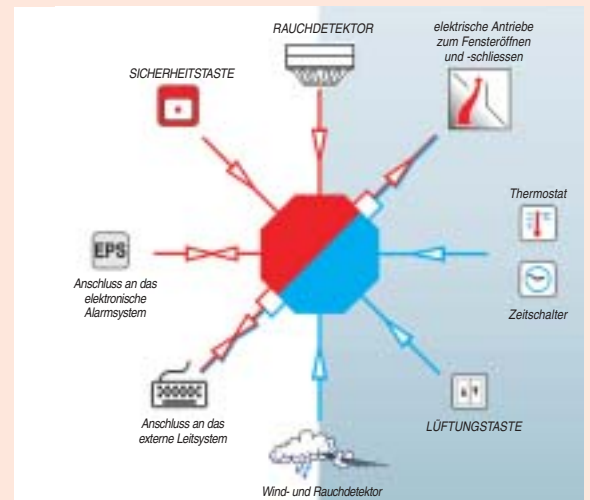 RAUCHDETEKTOR
elektrische Antriebe
zum Fensteröffnen
und -schliessen
SICHERHEITSTASTE
Thermostat
EPS
Anschluss an das
elektronische
Alarmsystem
Zeitschalter
Anschluss an das
externe Leitsystem
LÜFTUNGSTASTE
Wind- und Rauchdetektor